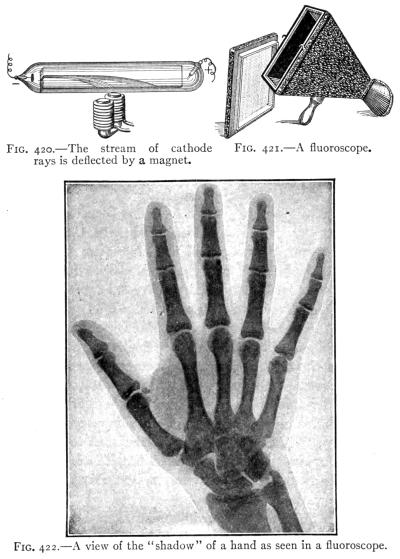 FIG. 420.—The stream of cathode
rays is deflected by a magnet.
FIG. 421.—A fluoroscope.
FIG. 422.—A view of the "shadow" of a hand as seen in a fluoroscope.